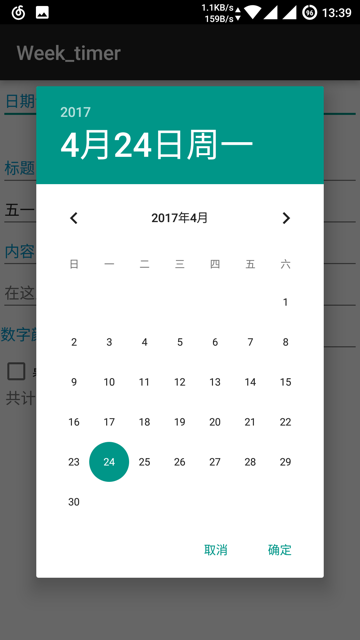 1.1KB/s
159B/s
96
13:39
Week_timer
日期
2017
4月24日周一
标题
2017年4月
五一
日 一 二 三 四 五 六
内容
1
在这
数字
2 3 4 5 6 7 8
9 10 11 12 13 14 15
共计
16 17 18 19 20 21 22
23 24 25 26 27 28 29
30
取消 确定